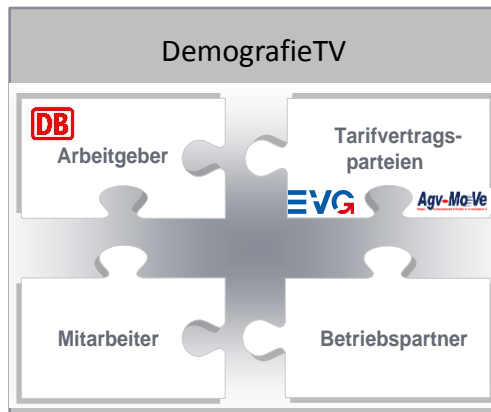 DemografieTV
DB
Arbeitgeber
Tarifvertrags-
parteien
EVG
Agv-MoVe
Mitarbeiter
Betriebspartner